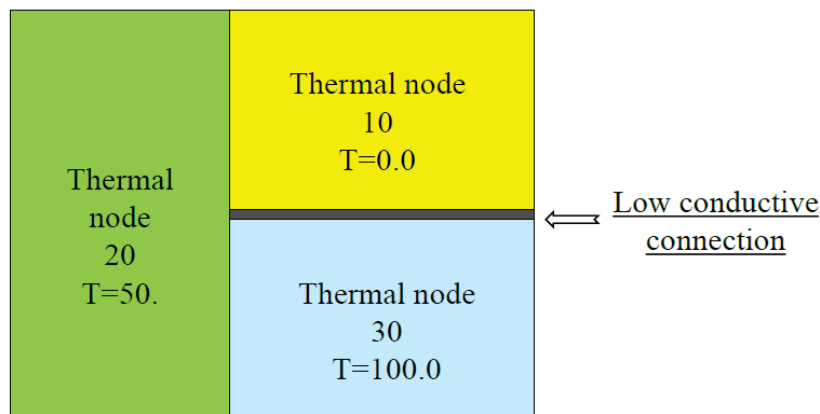 Thermal
node
20
T=50.
Thermal node
10
T=0.0
Thermal node
30
T=100.0
Low conductive
connection